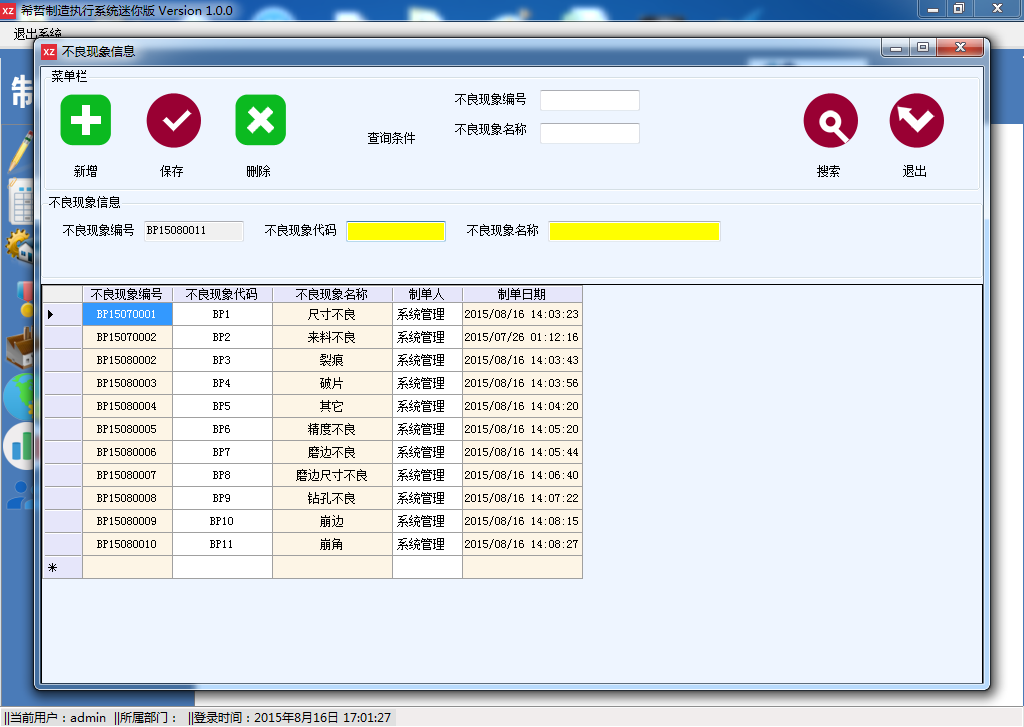 XZ 希哲制造执行系统迷你版 Version 1.0.0
退出系统
XZ 不良现象信息
菜单栏
制
不良现象编号
不良现象名称
查询条件
新增 保存 删除 搜索 退出
不良现象信息
不良现象编号 BP15080011 不良现象代码 不良现象名称
不良现象编号 不良现象代码 不良现象名称 制单人 制单日期
BP15070001 BP1 尺寸不良 系统管理 2015/08/16 14:03:23
BP15070002 BP2 来料不良 系统管理 2015/07/26 01:12:16
BP15080002 BP3 裂痕 系统管理 2015/08/16 14:03:43
BP15080003 BP4 破片 系统管理 2015/08/16 14:03:56
BP15080004 BP5 其它 系统管理 2015/08/16 14:04:20
BP15080005 BP6 精度不良 系统管理 2015/08/16 14:05:20
BP15080006 BP7 磨边不良 系统管理 2015/08/16 14:05:44
BP15080007 BP8 磨边尺寸不良 系统管理 2015/08/16 14:06:40
BP15080008 BP9 钻孔不良 系统管理 2015/08/16 14:07:22
BP15080009 BP10 崩边 系统管理 2015/08/16 14:08:15
BP15080010 BP11 崩角 系统管理 2015/08/16 14:08:27
||当前用户：admin ||所属部门： ||登录时间：2015年8月16日 17:01:27